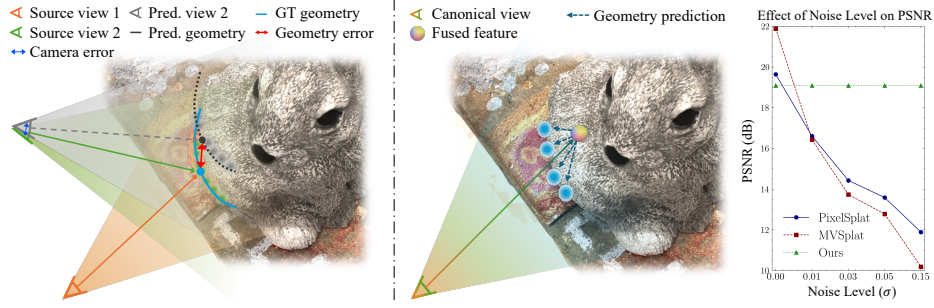 Source view 1
Pred. view 2
GT geometry
Source view 2
Pred. geometry
Geometry error
Camera error
Canonical view
Geometry prediction
Fused feature
Effect of Noise Level on PSNR
PSNR (dB)
22
20
18
16
14
12
10
PixelSplat
MVSplat
Ours
0.00
0.01
0.03
0.05
0.15
Noise Level (σ)